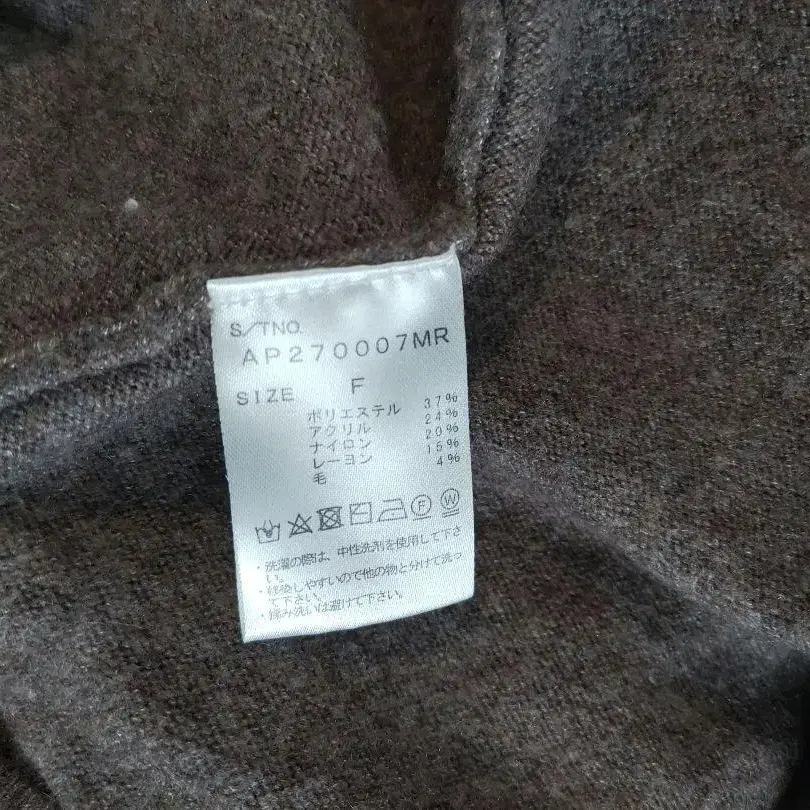 S/TNO.
AP270007MR
SIZE F
ポリエステル 37%
アクリル 24%
ナイロン 20%
レーヨン 15%
毛 4%
F W
・洗濯の際は、中性洗剤を使用して下さ
い。
・移染しやすいので他の物と分けて洗っ
て下さい。
・揉み洗いは避けて下さい。